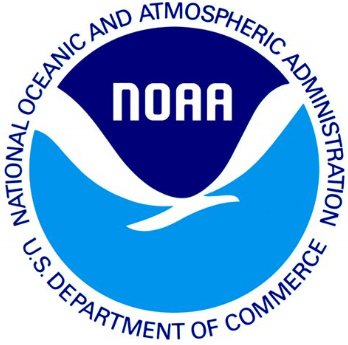 NATIONAL OCEANIC AND ATMOSPHERIC ADMINISTRATION
NOAA
U.S. DEPARTMENT OF COMMERCE